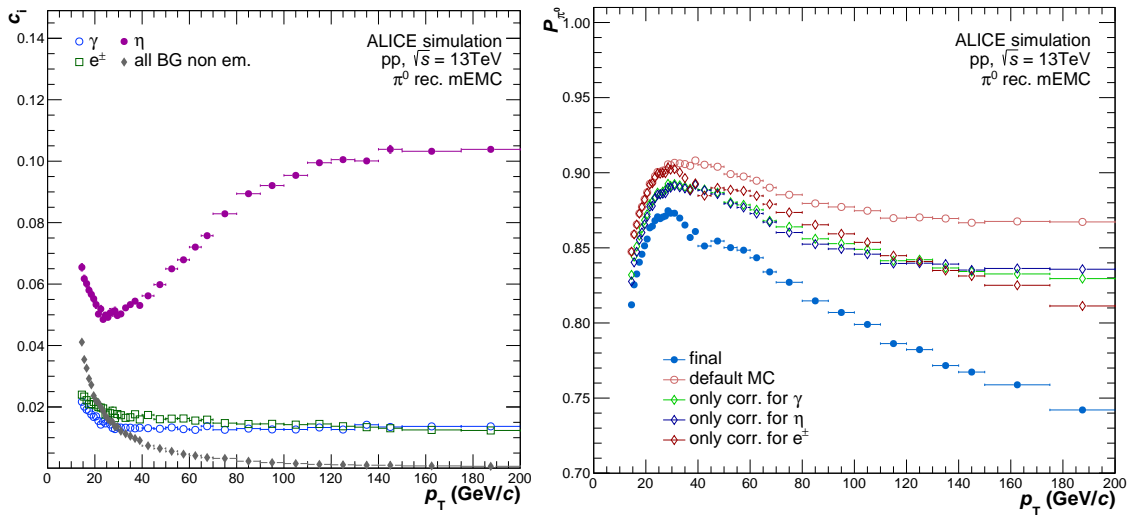 c_i
γ η
e± all BG non em.
ALICE simulation
pp, √s = 13TeV
π⁰ rec. mEMC
0.14
0.12
0.10
0.08
0.06
0.04
0.02
0 20 40 60 80 100 120 140 160 180 200
p_T (GeV/c)
P_π⁰
ALICE simulation
pp, √s = 13TeV
π⁰ rec. mEMC
1.00
0.95
0.90
0.85
0.80
0.75
0.70
final
default MC
only corr. for γ
only corr. for η
only corr. for e±
0 20 40 60 80 100 120 140 160 180 200
p_T (GeV/c)